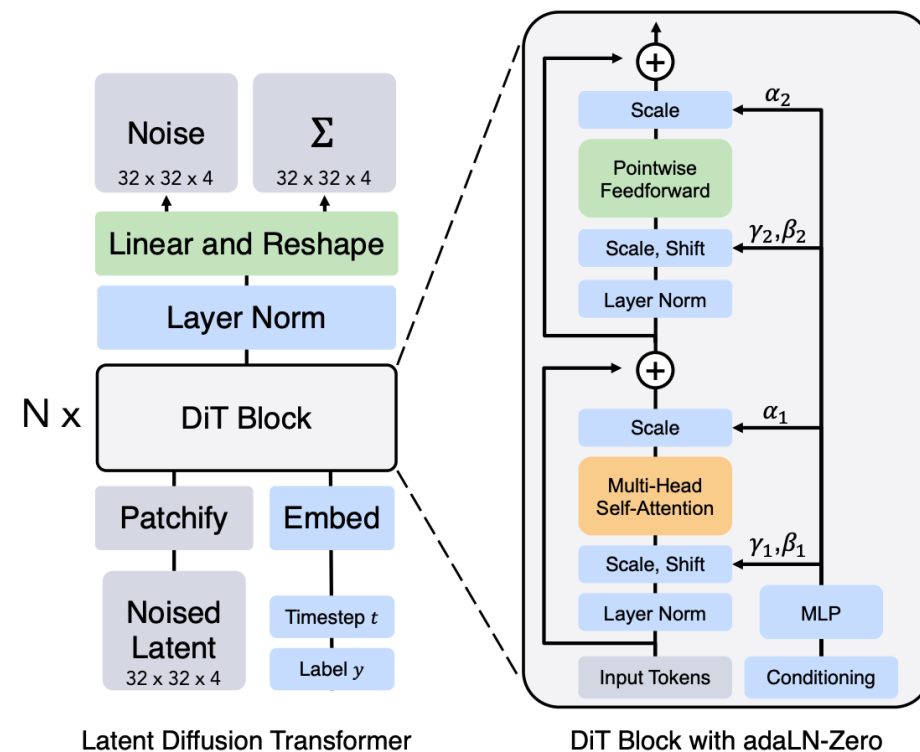 Noise
32 x 32 x 4
Σ
32 x 32 x 4
Linear and Reshape
Layer Norm
N x
DiT Block
Patchify
Embed
Noised
Latent
32 x 32 x 4
Timestep t
Label y
Latent Diffusion Transformer
+
Scale
α₂
Pointwise
Feedforward
Scale, Shift
γ₂,β₂
Layer Norm
+
Scale
α₁
Multi-Head
Self-Attention
Scale, Shift
γ₁,β₁
Layer Norm
MLP
Input Tokens
Conditioning
DiT Block with adaLN-Zero